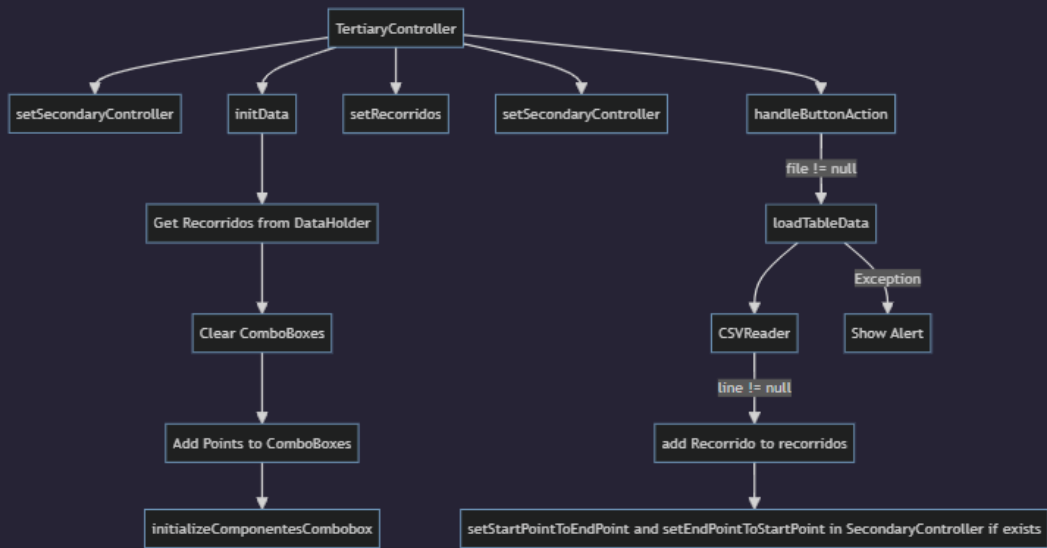 TertiaryController
setSecondaryController
initData
setRecorridos
setSecondaryController
handleButtonAction
file != null
Get Recorridos from DataHolder
loadTableData
Exception
Clear ComboBoxes
CSVReader
Show Alert
line != null
Add Points to ComboBoxes
add Recorrido to recorridos
initializeComponentesCombobox
setStartPointToEndPoint and setEndPointToStartPoint in SecondaryController if exists